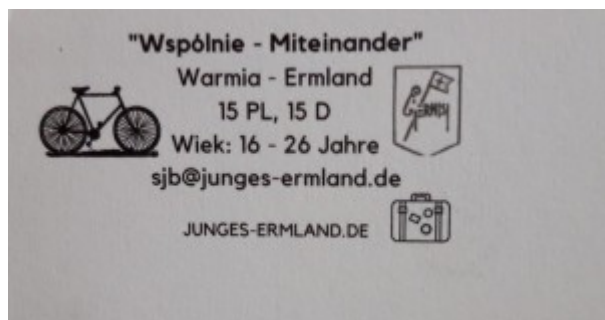 "Wspólnie - Miteinander"
Warmia - Ermland
15 PL, 15 D
Wiek: 16 - 26 Jahre
sjb@junges-ermland.de
JUNGES-ERMLAND.DE